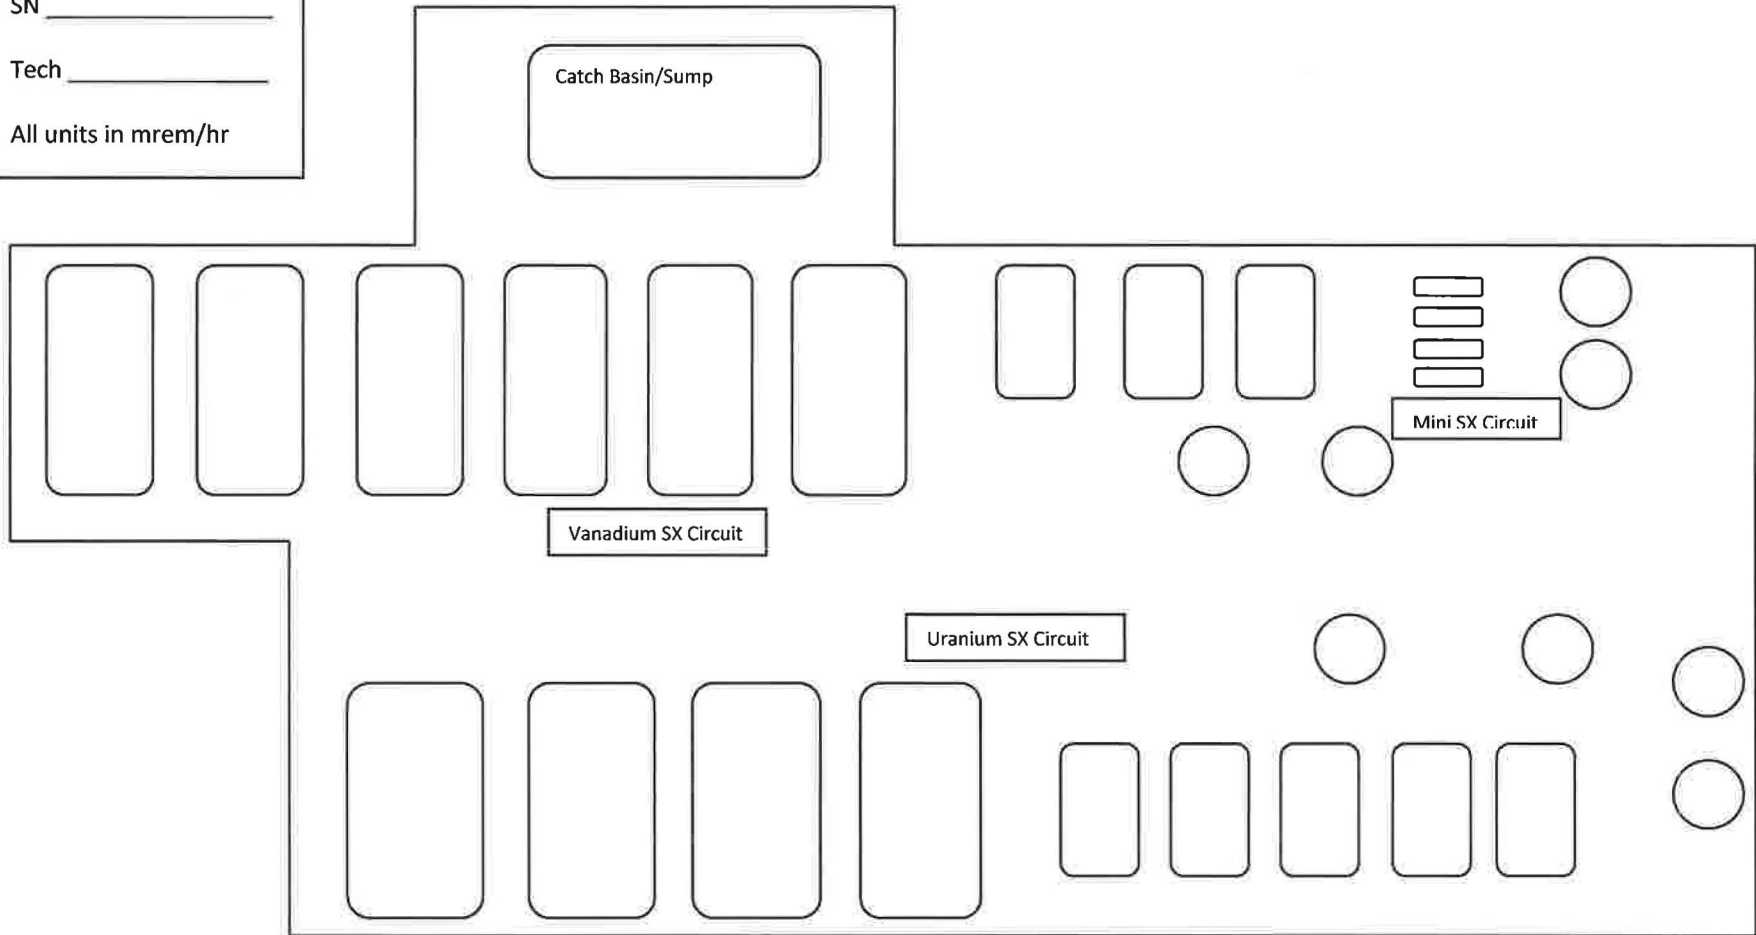 SN
Tech
All units in mrem/hr
Catch Basin/Sump
Mini SX Circuit
Vanadium SX Circuit
Uranium SX Circuit